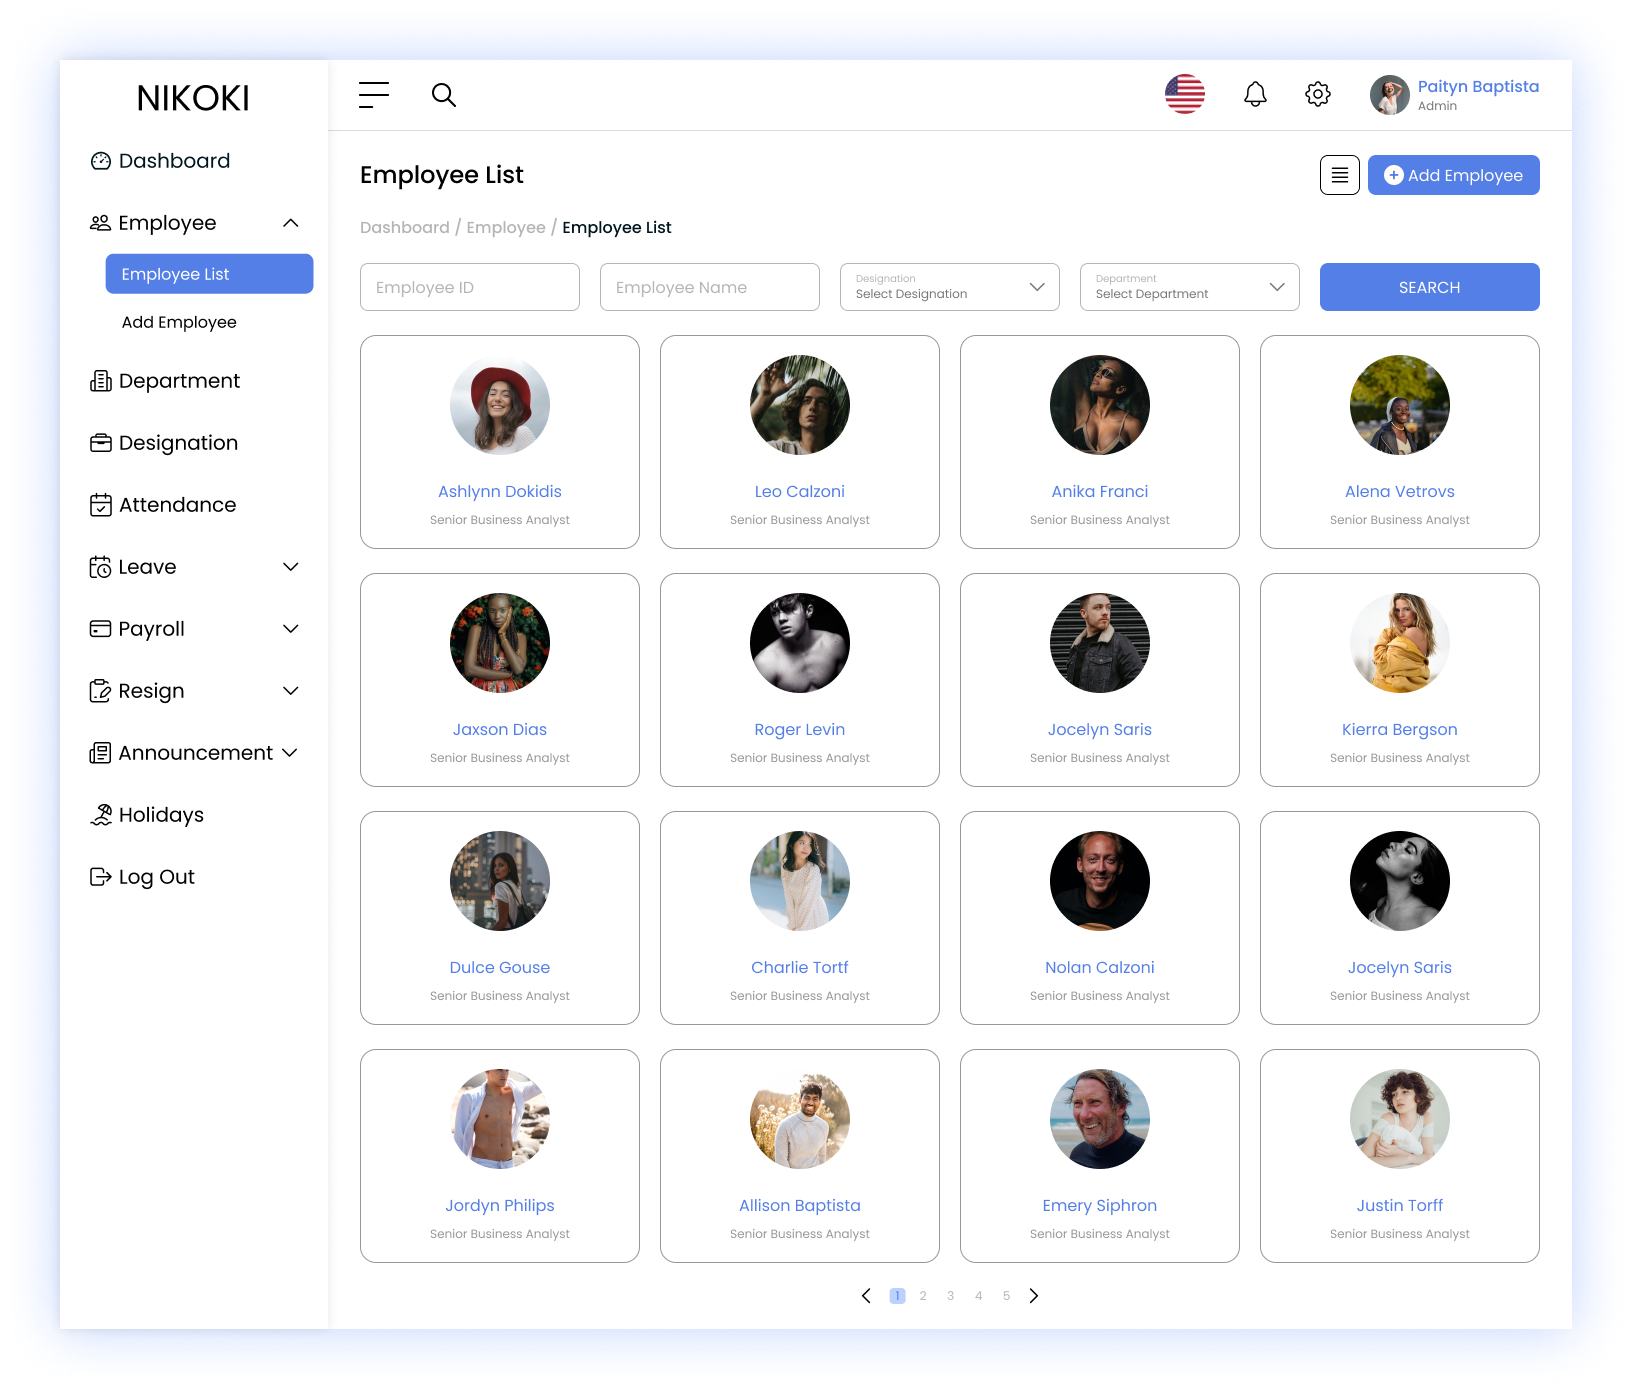 NIKOKI
Dashboard
Employee
Employee List
Add Employee
Department
Designation
Attendance
Leave
Payroll
Resign
Announcement
Holidays
Log Out
Paityn Baptista
Admin
Employee List
Add Employee
Dashboard / Employee / Employee List
Employee ID
Employee Name
Designation
Select Designation
Department
Select Department
SEARCH
Ashlynn Dokidis
Senior Business Analyst
Leo Calzoni
Senior Business Analyst
Anika Franci
Senior Business Analyst
Alena Vetrovs
Senior Business Analyst
Jaxson Dias
Senior Business Analyst
Roger Levin
Senior Business Analyst
Jocelyn Saris
Senior Business Analyst
Kierra Bergson
Senior Business Analyst
Dulce Gouse
Senior Business Analyst
Charlie Tortf
Senior Business Analyst
Nolan Calzoni
Senior Business Analyst
Jocelyn Saris
Senior Business Analyst
Jordyn Philips
Senior Business Analyst
Allison Baptista
Senior Business Analyst
Emery Siphron
Senior Business Analyst
Justin Torff
Senior Business Analyst
1 2 3 4 5